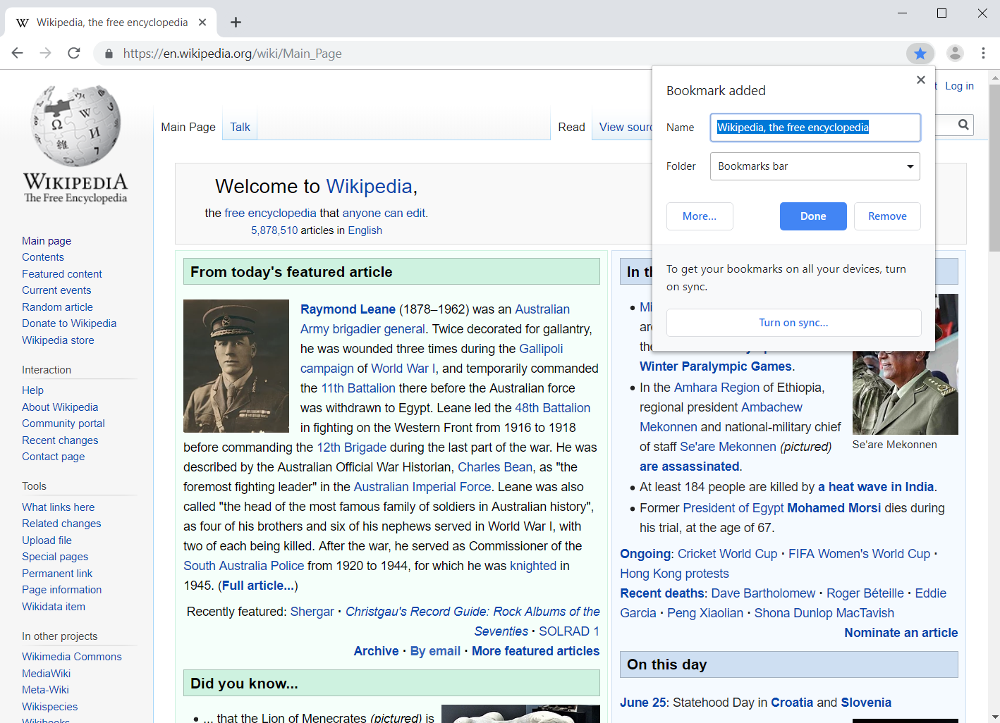 Wikipedia, the free encyclopedia
https://en.wikipedia.org/wiki/Main_Page
Bookmark added
Name Wikipedia, the free encyclopedia
Folder Bookmarks bar
More... Done Remove
To get your bookmarks on all your devices, turn
on sync.
Turn on sync...
Log in
WIKIPEDIA
The Free Encyclopedia
Main Page Talk Read View
Welcome to Wikipedia,
the free encyclopedia that anyone can edit.
5,878,510 articles in English
Main page
Contents
Featured content
Current events
Random article
Donate to Wikipedia
Wikipedia store
Interaction
Help
About Wikipedia
Community portal
Recent changes
Contact page
Tools
What links here
Related changes
Upload file
Special pages
Permanent link
Page information
Wikidata item
In other projects
Wikimedia Commons
MediaWiki
Meta-Wiki
Wikispecies
Wikibooks
From today's featured article
Raymond Leane (1878–1962) was an Australian
Army brigadier general. Twice decorated for gallantry,
he was wounded three times during the Gallipoli
campaign of World War I, and temporarily commanded
the 11th Battalion there before the Australian force
was withdrawn to Egypt. Leane led the 48th Battalion
in fighting on the Western Front from 1916 to 1918
before commanding the 12th Brigade during the last part of the war. He was
described by the Australian Official War Historian, Charles Bean, as "the
foremost fighting leader" in the Australian Imperial Force. Leane was also
called "the head of the most famous family of soldiers in Australian history",
as four of his brothers and six of his nephews served in World War I, with
two of each being killed. After the war, he served as Commissioner of the
South Australia Police from 1920 to 1944, for which he was knighted in
1945. (Full article...)
Recently featured: Shergar · Christgau's Record Guide: Rock Albums of the
Seventies · SOLRAD 1
Archive · By email · More featured articles
Did you know...
... that the Lion of Menecrates (pictured) is
In
Winter Paralympic Games.
In the Amhara Region of Ethiopia,
regional president Ambachew
Mekonnen and national-military chief
of staff Se'are Mekonnen (pictured)
are assassinated.
Se'are Mekonnen
At least 184 people are killed by a heat wave in India.
Former President of Egypt Mohamed Morsi dies during
his trial, at the age of 67.
Ongoing: Cricket World Cup · FIFA Women's World Cup ·
Hong Kong protests
Recent deaths: Dave Bartholomew · Roger Béteille · Eddie
Garcia · Peng Xiaolian · Shona Dunlop MacTavish
Nominate an article
On this day
June 25: Statehood Day in Croatia and Slovenia